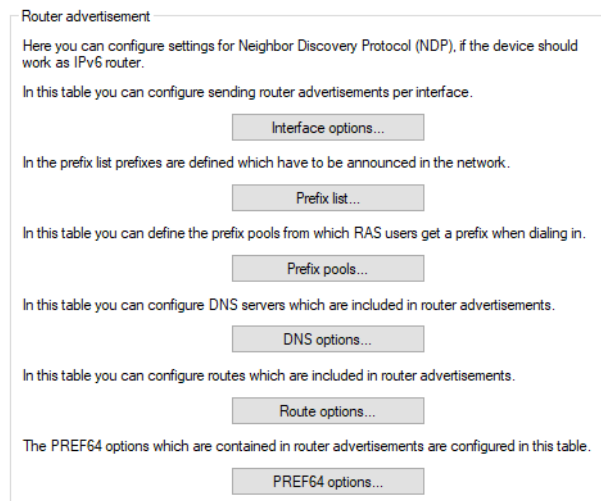 Router advertisement
Here you can configure settings for Neighbor Discovery Protocol (NDP), if the device should
work as IPv6 router.
In this table you can configure sending router advertisements per interface.
Interface options...
In the prefix list prefixes are defined which have to be announced in the network.
Prefix list...
In this table you can define the prefix pools from which RAS users get a prefix when dialing in.
Prefix pools...
In this table you can configure DNS servers which are included in router advertisements.
DNS options...
In this table you can configure routes which are included in router advertisements.
Route options...
The PREF64 options which are contained in router advertisements are configured in this table.
PREF64 options...